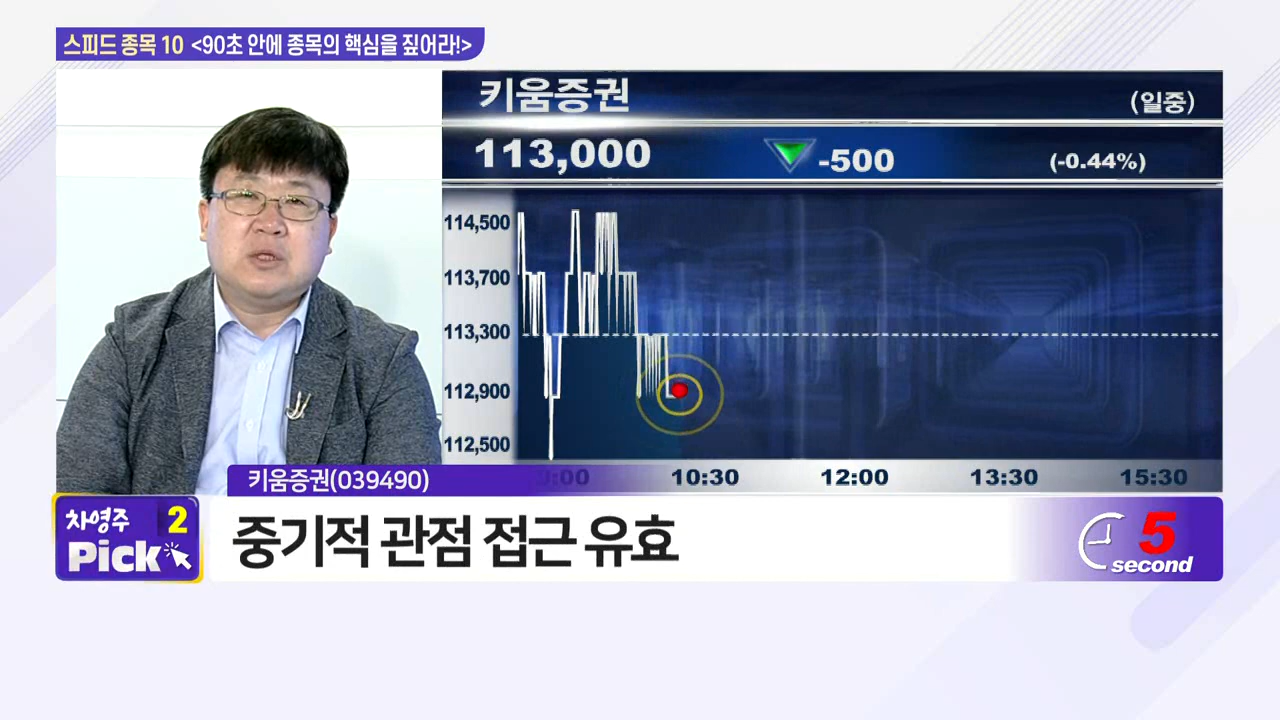 스피드 종목 10 <90초 안에 종목의 핵심을 짚어라!>
키움증권
(일중)
113,000
-500
(-0.44%)
114,500
113,700
113,300
112,900
112,500
10:30
12:00
13:30
15:30
키움증권(039490)
차영주 2
Pick
중기적 관점 접근 유효
5
second